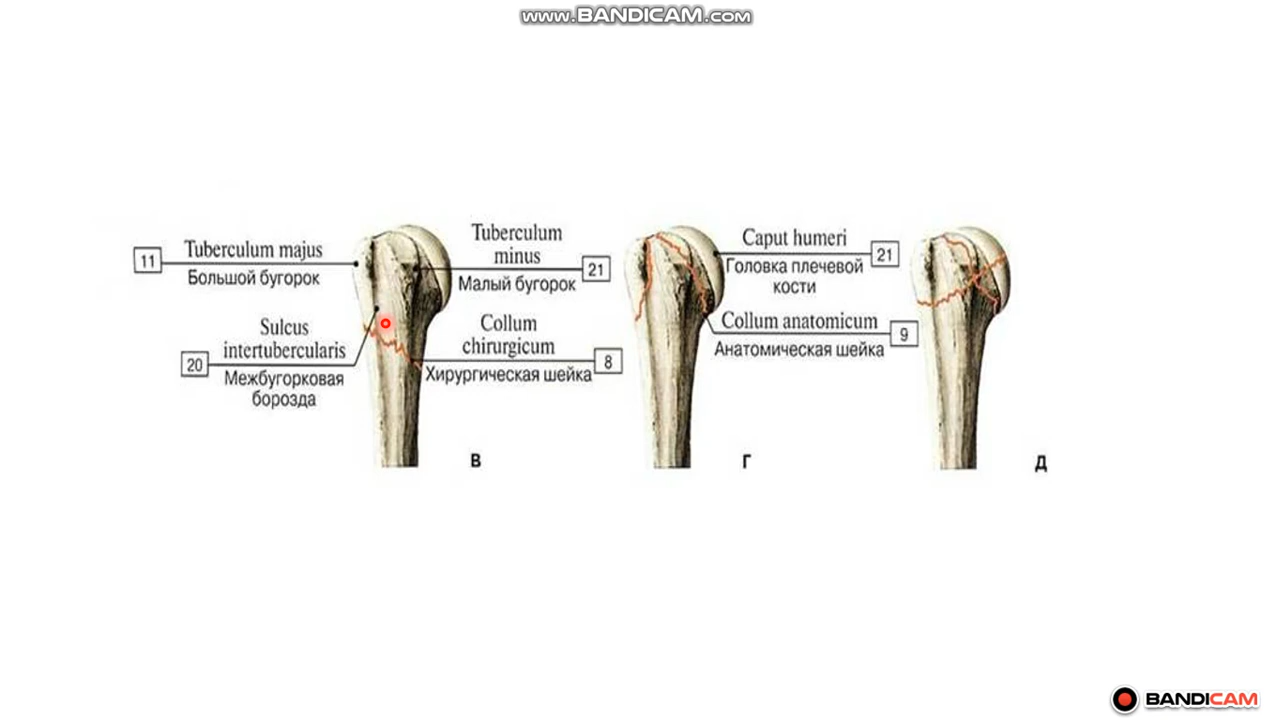 www.BANDICAM.com
11
Tuberculum majus
Большой бугорок
Tuberculum
minus
Малый бугорок
21
Sulcus
intertubercularis
20
Межбугорковая
борозда
Collum
chirurgicum
Хирургическая шейка
8
В
Caput humeri
Головка плечевой
кости
21
Collum anatomicum
Анатомическая шейка
9
Г
Д
BANDICAM